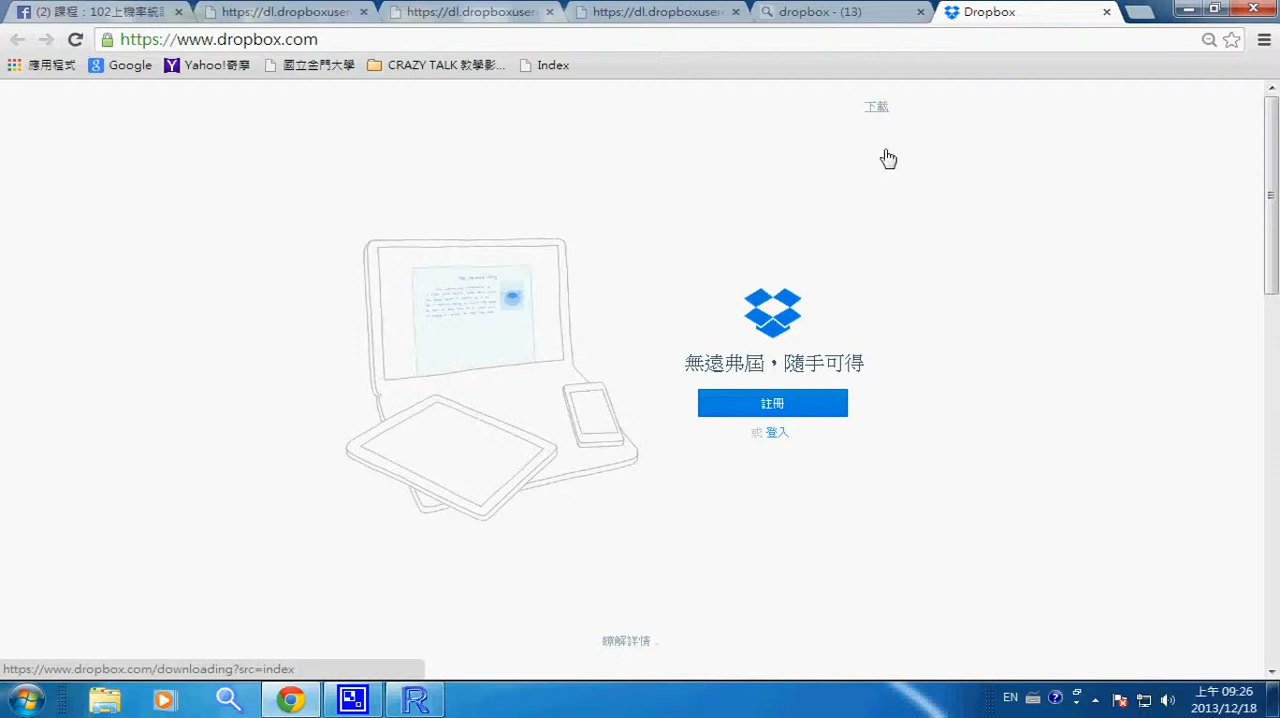 (2) 課程：102上機率統計
https://dl.dropboxuser
https://dl.dropboxuser
https://dl.dropboxuser
dropbox - (13)
Dropbox
https://www.dropbox.com
應用程式
Google
Yahoo!奇摩
國立金門大學
CRAZY TALK 教學影...
Index
下載
無遠弗屆，隨手可得
註冊
或 登入
瞭解詳情
https://www.dropbox.com/downloading?src=index
EN
上午 09:26
2013/12/18